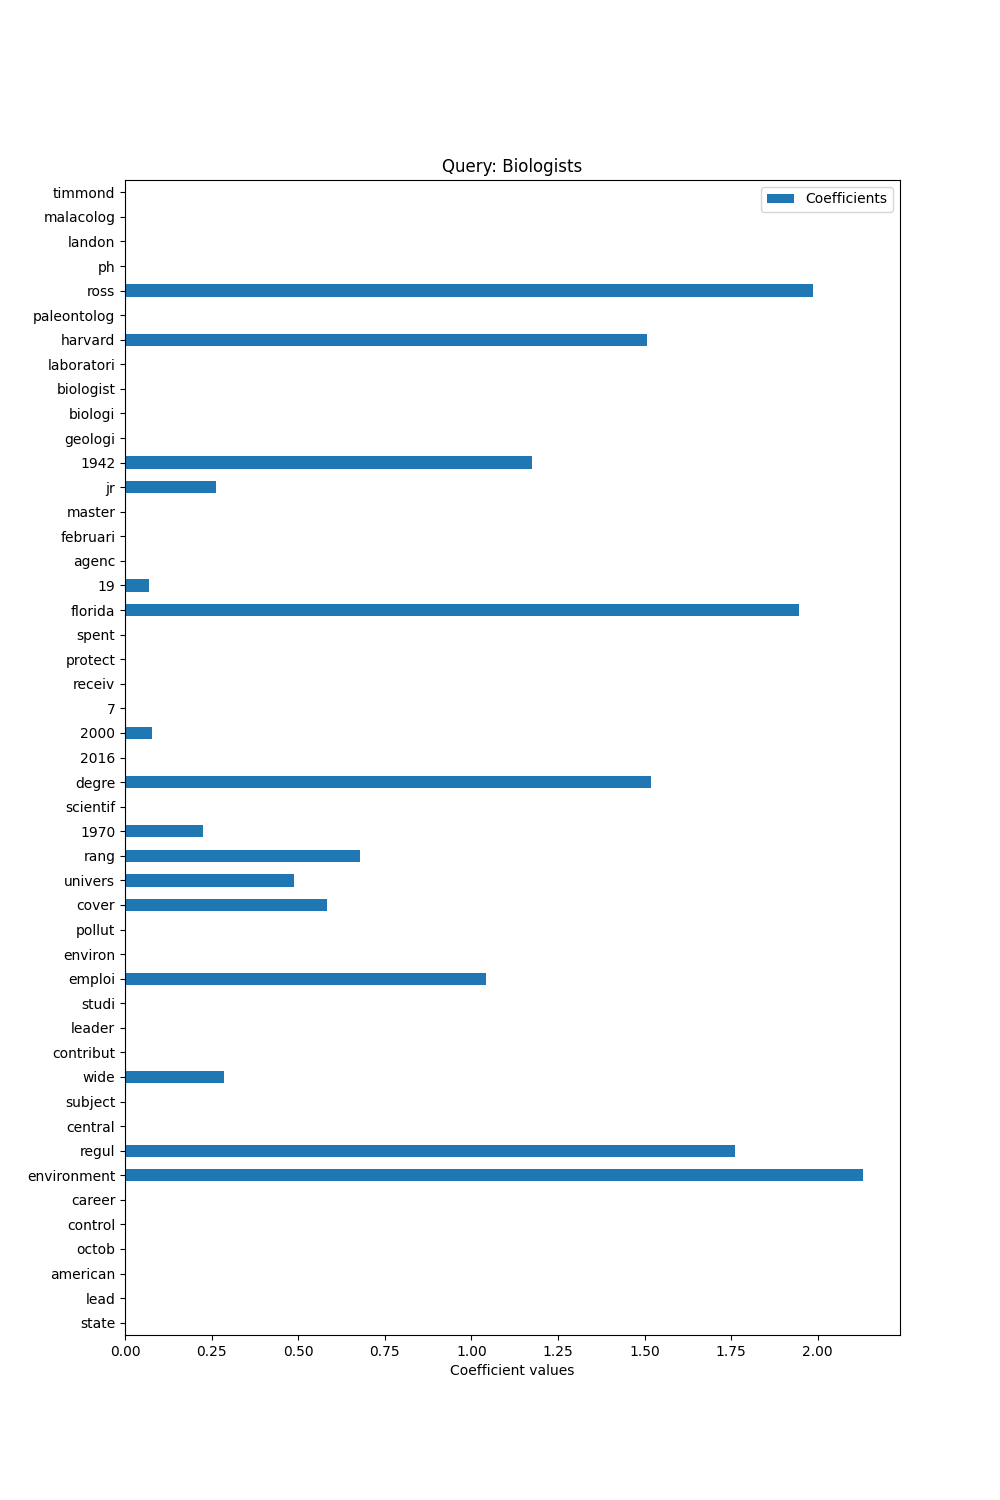 Query: Biologists
Coefficients
timmond
malacolog
landon
ph
ross
paleontolog
harvard
laboratori
biologist
biologi
geologi
1942
jr
master
februari
agenc
19
florida
spent
protect
receiv
7
2000
2016
degre
scientif
1970
rang
univers
cover
pollut
environ
emploi
studi
leader
contribut
wide
subject
central
regul
environment
career
control
octob
american
lead
state
0.00 0.25 0.50 0.75 1.00 1.25 1.50 1.75 2.00
Coefficient values